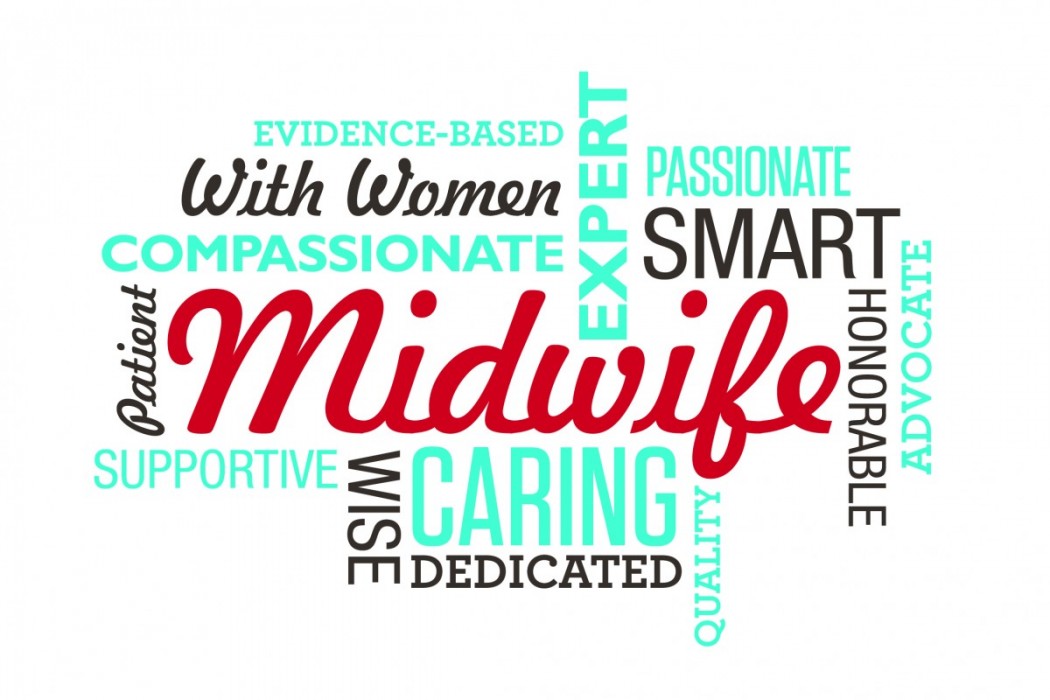 EVIDENCE-BASED
With Women
COMPASSIONATE
EXPERT
PASSIONATE
SMART
ADVOCATE
HONORABLE
Patient
Midwife
SUPPORTIVE
WISE
CARING
DEDICATED
QUALITY